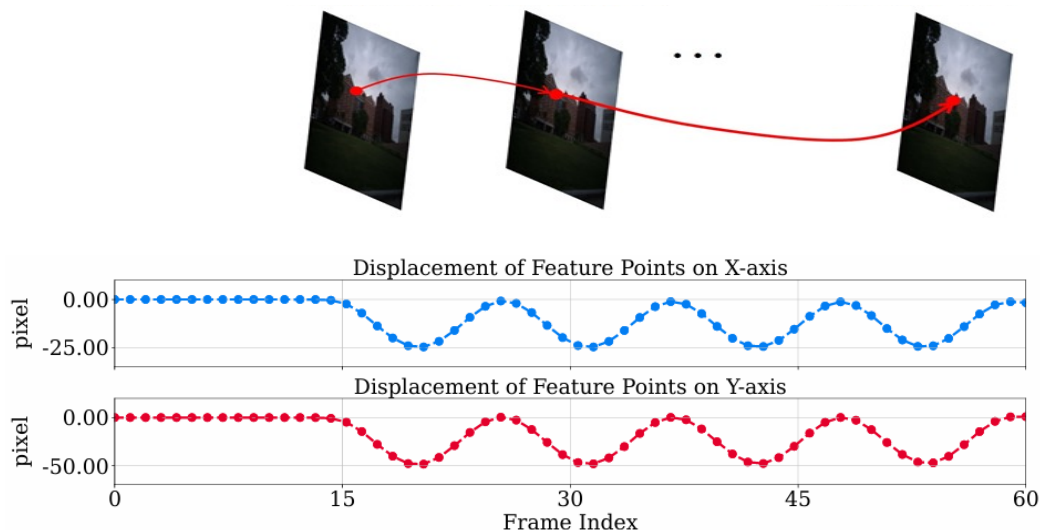 Displacement of Feature Points on X-axis
pixel
0.00
-25.00
Displacement of Feature Points on Y-axis
pixel
0.00
-50.00
0 15 30 45 60
Frame Index